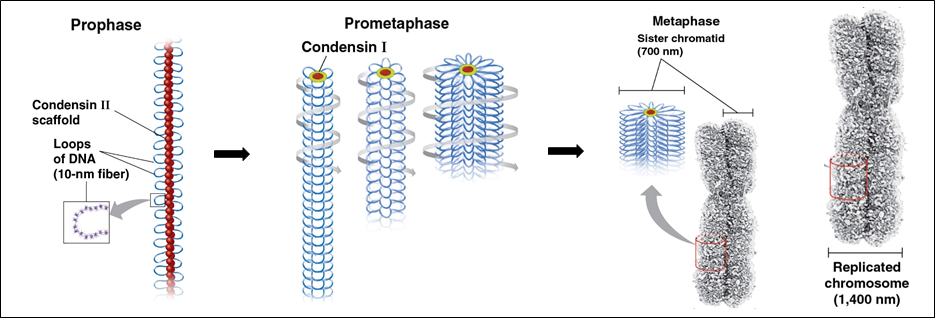 Prophase
Condensin II
scaffold
Loops
of DNA
(10-nm fiber)
Prometaphase
Condensin I
Metaphase
Sister chromatid
(700 nm)
Replicated
chromosome
(1,400 nm)